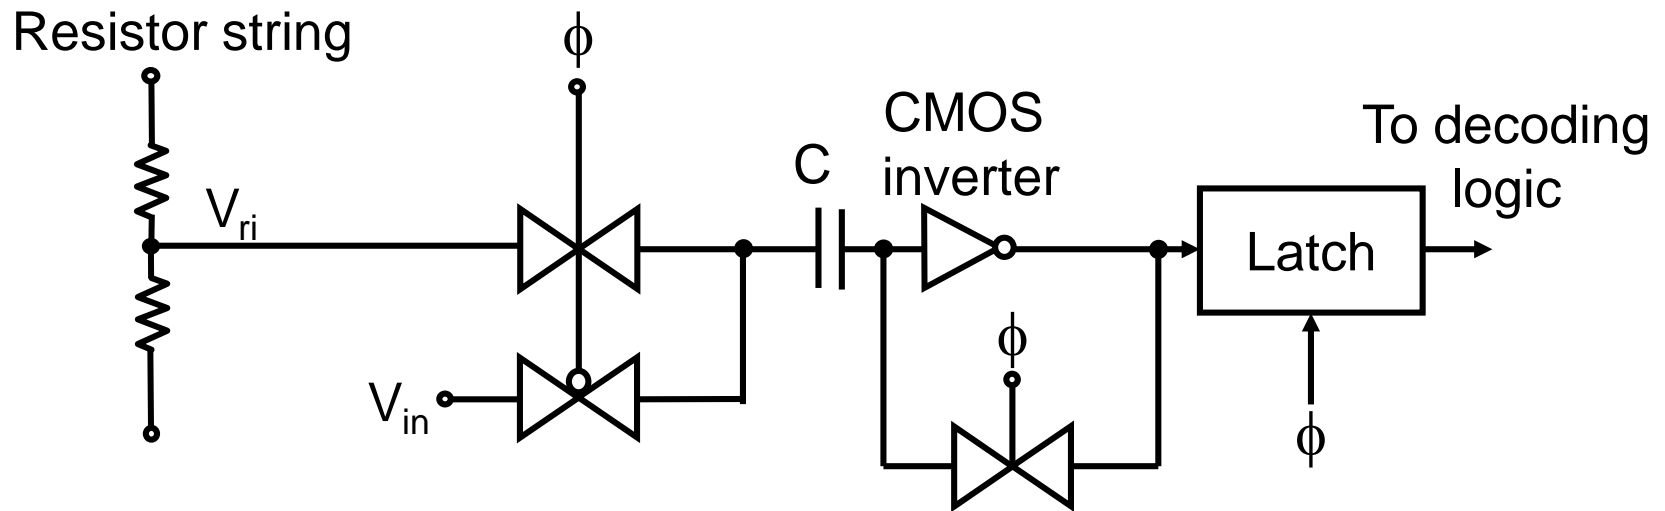 Resistor string
ϕ
CMOS
inverter
C
To decoding
logic
V_ri
Latch
ϕ
V_in
ϕ